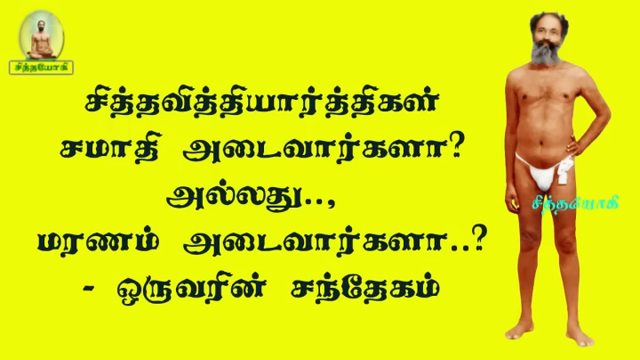 சித்தயோகி
சித்தவித்தியார்த்திகள்
சமாதி அடைவார்களா?
அல்லது..,
மரணம் அடைவார்களா..?
- ஒருவரின் சந்தேகம்
சித்தயோகி